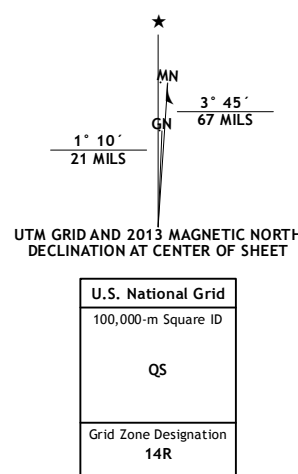 ★
MN
3° 45´
67 MILS
GN
1° 10´
21 MILS
UTM GRID AND 2013 MAGNETIC NORTH
DECLINATION AT CENTER OF SHEET
U.S. National Grid
100,000-m Square ID
QS
Grid Zone Designation
14R